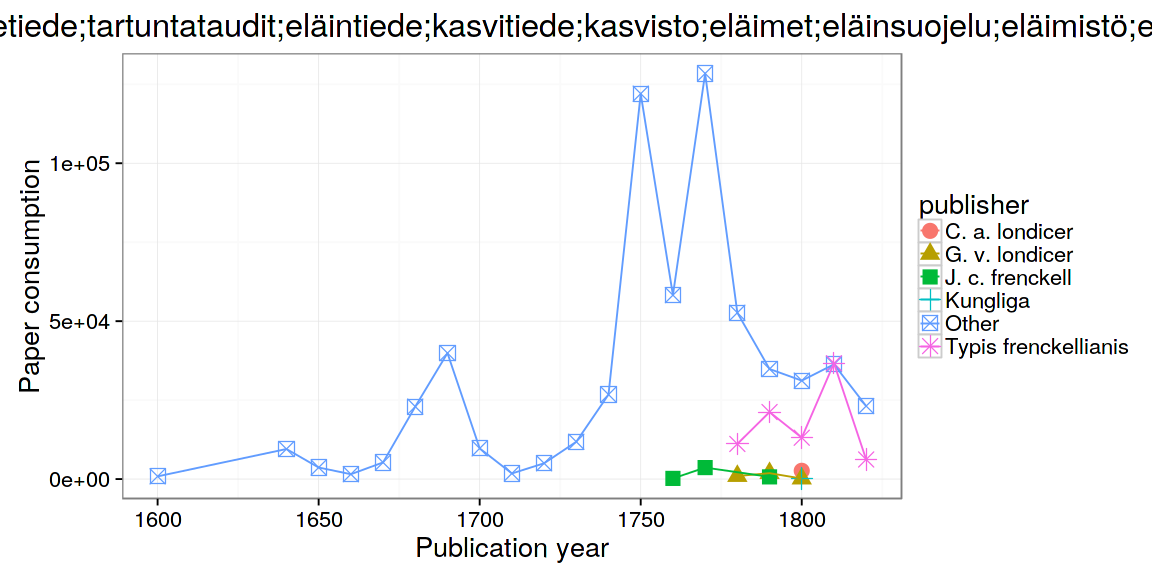 etiede;tartuntataudit;eläintiede;kasvitiede;kasvisto;eläimet;eläinsuojelu;eläimistö;e
1e+05
5e+04
0e+00
Paper consumption
1600 1650 1700 1750 1800
Publication year
publisher
C. a. londicer
G. v. londicer
J. c. frenckell
Kungliga
Other
Typis frenckellianis